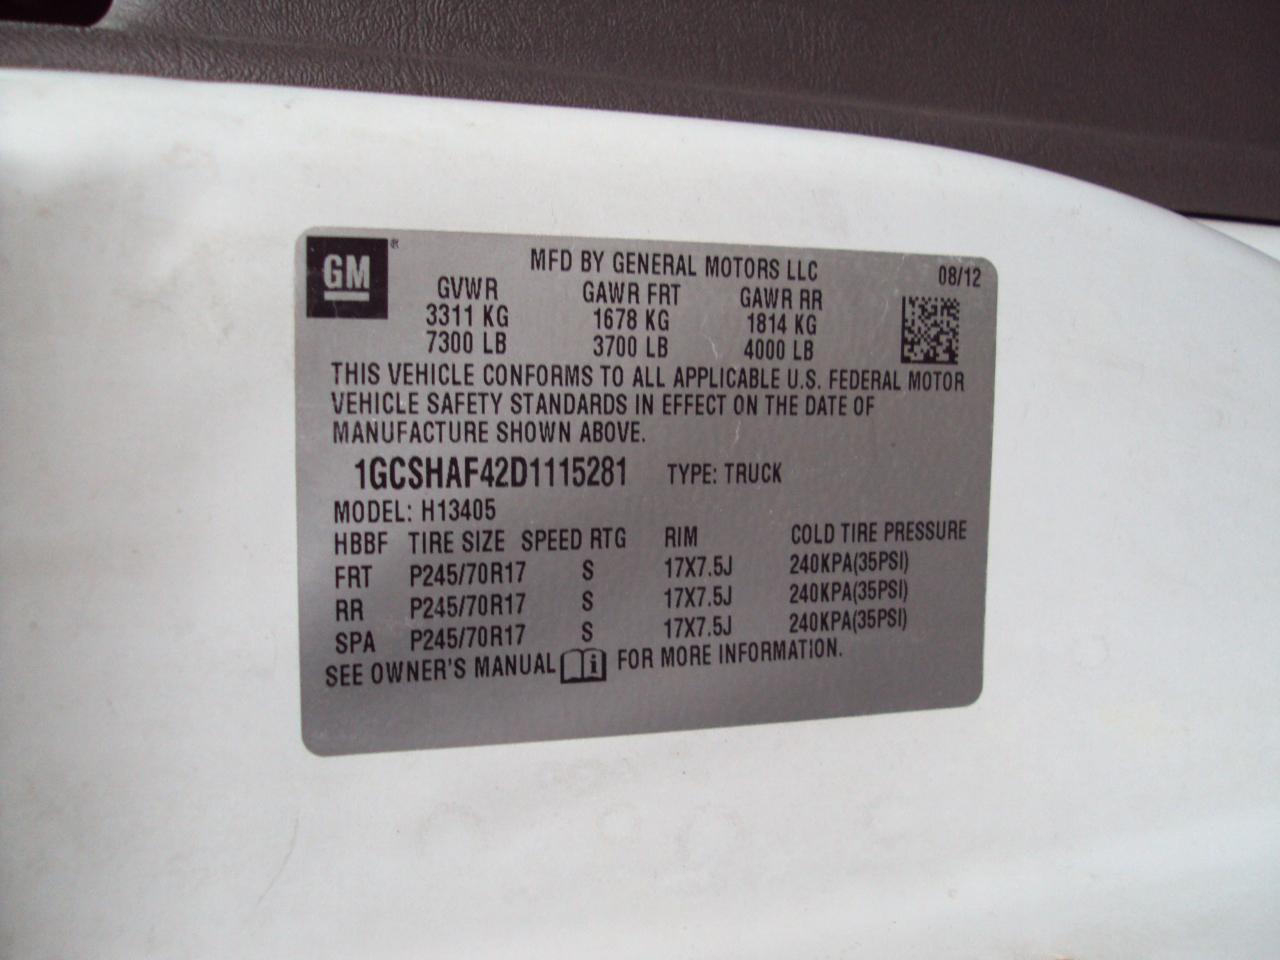 GM ®
MFD BY GENERAL MOTORS LLC 08/12
GVWR GAWR FRT GAWR RR
3311 KG 1678 KG 1814 KG
7300 LB 3700 LB 4000 LB
THIS VEHICLE CONFORMS TO ALL APPLICABLE U.S. FEDERAL MOTOR
VEHICLE SAFETY STANDARDS IN EFFECT ON THE DATE OF
MANUFACTURE SHOWN ABOVE.
1GCSHAF42D1115281 TYPE: TRUCK
MODEL: H13405
HBBF TIRE SIZE SPEED RTG RIM COLD TIRE PRESSURE
FRT P245/70R17 S 17X7.5J 240KPA(35PSI)
RR P245/70R17 S 17X7.5J 240KPA(35PSI)
SPA P245/70R17 S 17X7.5J 240KPA(35PSI)
SEE OWNER'S MANUAL i FOR MORE INFORMATION.